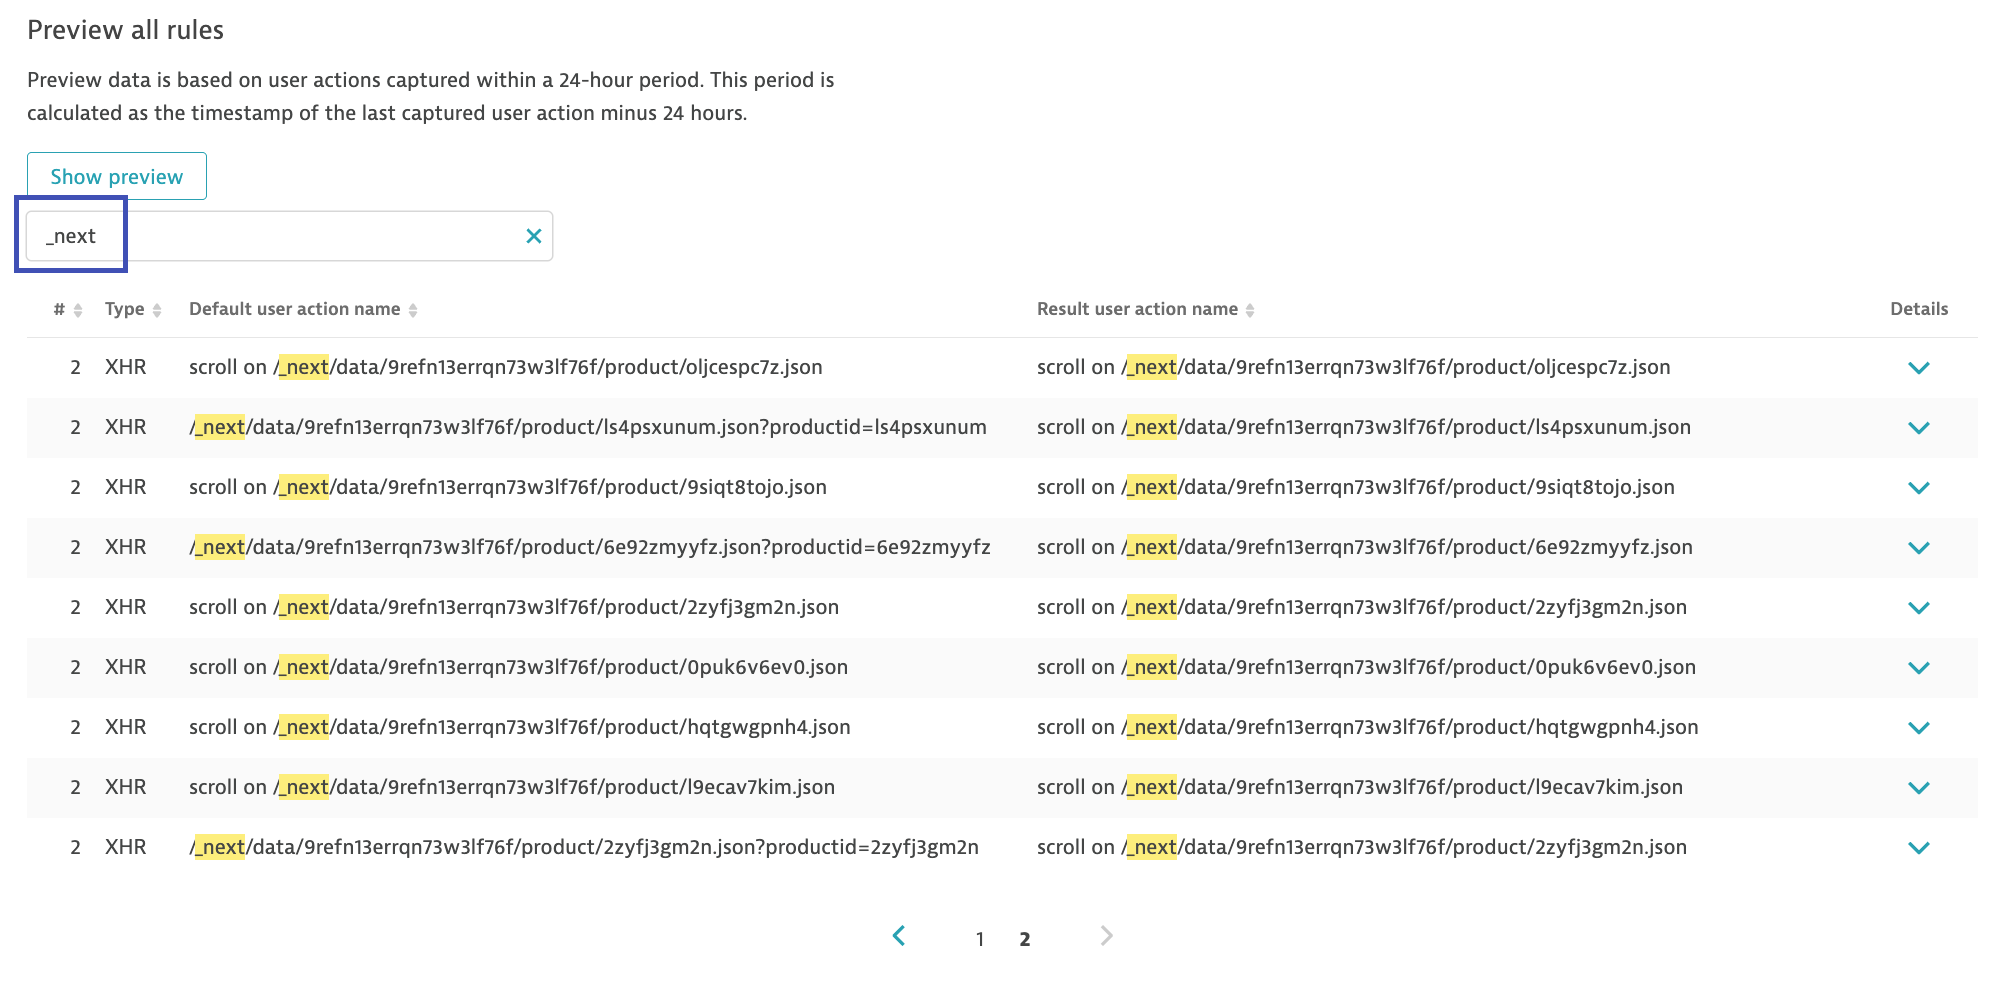 Preview all rules
Preview data is based on user actions captured within a 24-hour period. This period is
calculated as the timestamp of the last captured user action minus 24 hours.
Show preview
_next
# Type Default user action name Result user action name Details
2 XHR scroll on /_next/data/9refn13errqn73w3lf76f/product/oljcespc7z.json scroll on /_next/data/9refn13errqn73w3lf76f/product/oljcespc7z.json
2 XHR /_next/data/9refn13errqn73w3lf76f/product/ls4psxunum.json?productid=ls4psxunum scroll on /_next/data/9refn13errqn73w3lf76f/product/ls4psxunum.json
2 XHR scroll on /_next/data/9refn13errqn73w3lf76f/product/9siqt8tojo.json scroll on /_next/data/9refn13errqn73w3lf76f/product/9siqt8tojo.json
2 XHR /_next/data/9refn13errqn73w3lf76f/product/6e92zmyyfz.json?productid=6e92zmyyfz scroll on /_next/data/9refn13errqn73w3lf76f/product/6e92zmyyfz.json
2 XHR scroll on /_next/data/9refn13errqn73w3lf76f/product/2zyfj3gm2n.json scroll on /_next/data/9refn13errqn73w3lf76f/product/2zyfj3gm2n.json
2 XHR scroll on /_next/data/9refn13errqn73w3lf76f/product/0puk6v6ev0.json scroll on /_next/data/9refn13errqn73w3lf76f/product/0puk6v6ev0.json
2 XHR scroll on /_next/data/9refn13errqn73w3lf76f/product/hqtgwgpnh4.json scroll on /_next/data/9refn13errqn73w3lf76f/product/hqtgwgpnh4.json
2 XHR scroll on /_next/data/9refn13errqn73w3lf76f/product/l9ecav7kim.json scroll on /_next/data/9refn13errqn73w3lf76f/product/l9ecav7kim.json
2 XHR /_next/data/9refn13errqn73w3lf76f/product/2zyfj3gm2n.json?productid=2zyfj3gm2n scroll on /_next/data/9refn13errqn73w3lf76f/product/2zyfj3gm2n.json
1 2